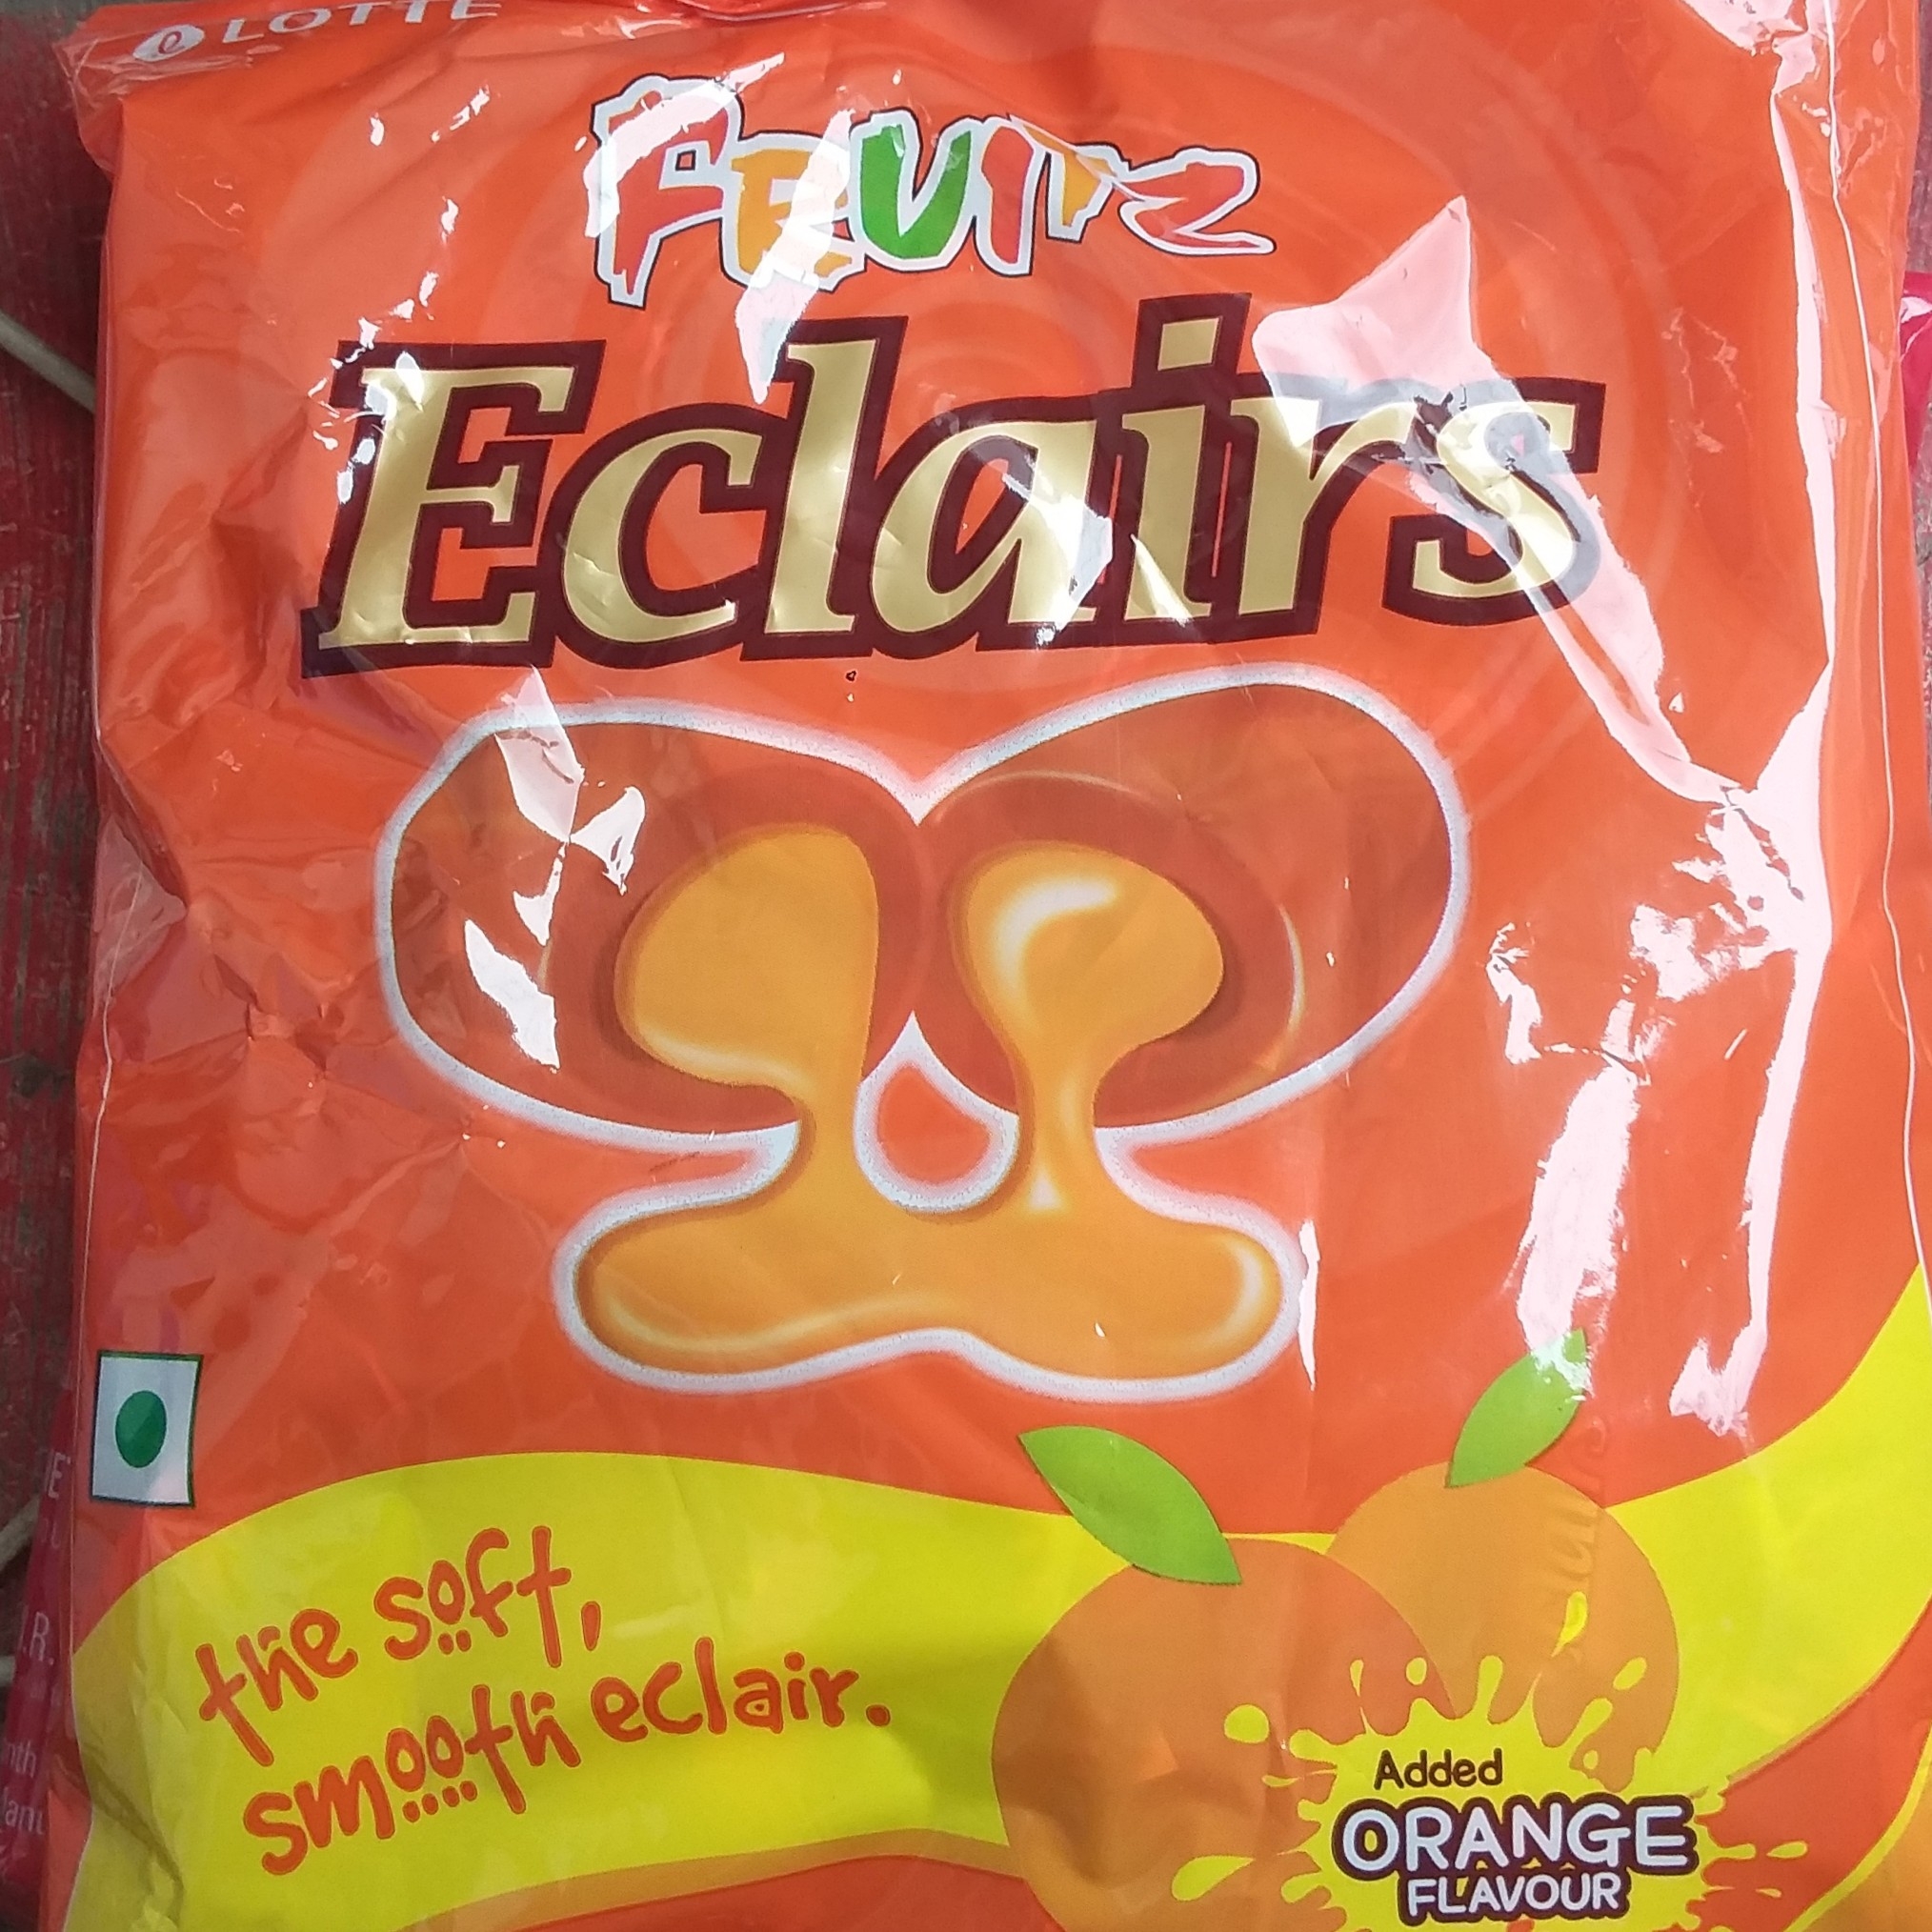 LOTTE
FRUITZ
Eclairs
the soft,
smooth eclair.
Added
ORANGE
FLAVOUR